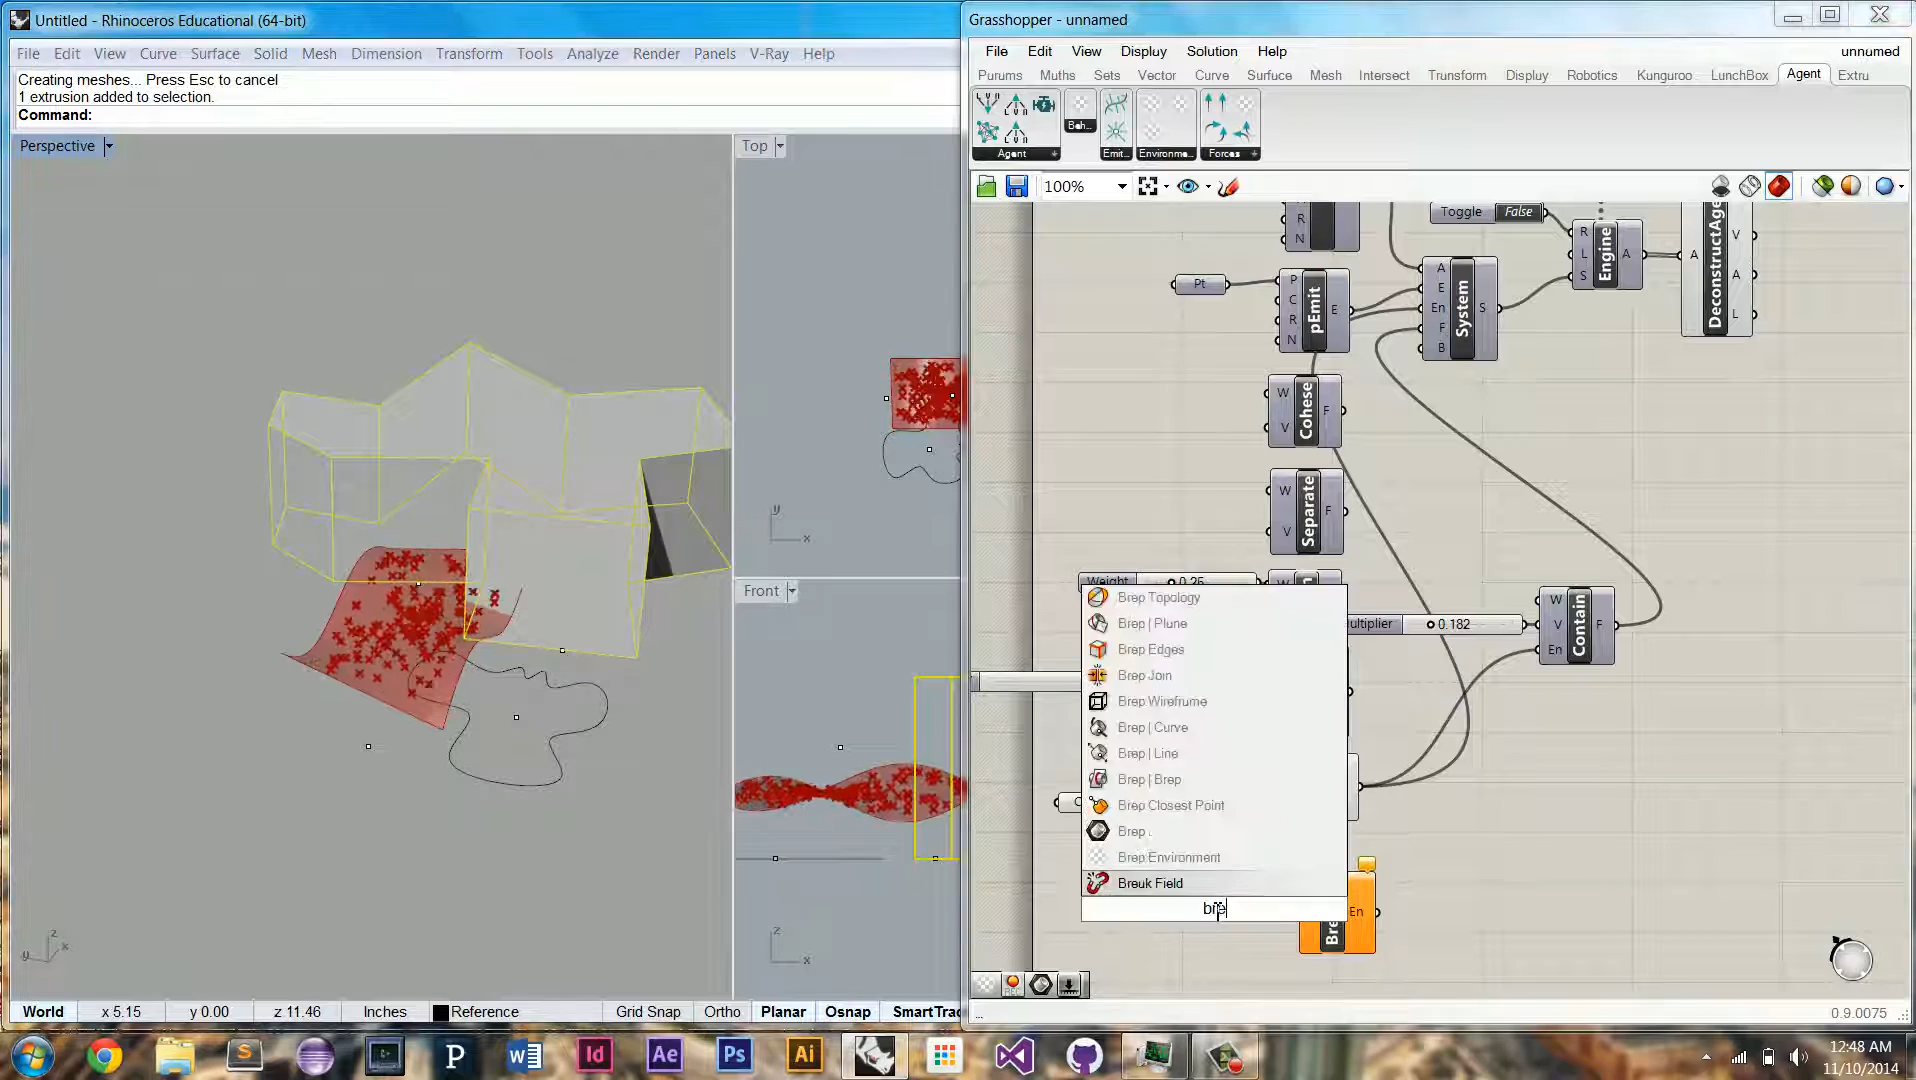 Untitled - Rhinoceros Educational (64-bit)
File Edit View Curve Surface Solid Mesh Dimension Transform Tools Analyze Render Panels V-Ray Help
Creating meshes... Press Esc to cancel
1 extrusion added to selection.
Command:
Perspective
Top
Front
y
x
z
x
z
x
y
World x 5.15 y 0.00 z 11.46 Inches Reference Grid Snap Ortho Planar Osnap SmartTrac
Grasshopper - unnamed
File Edit View Display Solution Help unnamed
Params Maths Sets Vector Curve Surface Mesh Intersect Transform Display Robotics Kangaroo LunchBox Agent Extra
Beh..
Agent Emit... Environme... Forces
100%
R
N
Toggle False
R
L
S
Engine
A
A
DeconstructAge
V
A
L
Pt
P
C
R
N
pEmit
E
A
E
En
F
B
System
S
W
V
Cohese
F
W
V
Separate
F
Weight 0.25
W
ultiplier 0.182
W
V
En
Contain
F
Brep Topology
Brep | Plane
Brep Edges
Brep Join
Brep Wireframe
Brep | Curve
Brep | Line
Brep | Brep
Brep Closest Point
Brep .
Brep Environment
Break Field
bre
C
Bre
En
0.9.0075
12:48 AM
11/10/2014